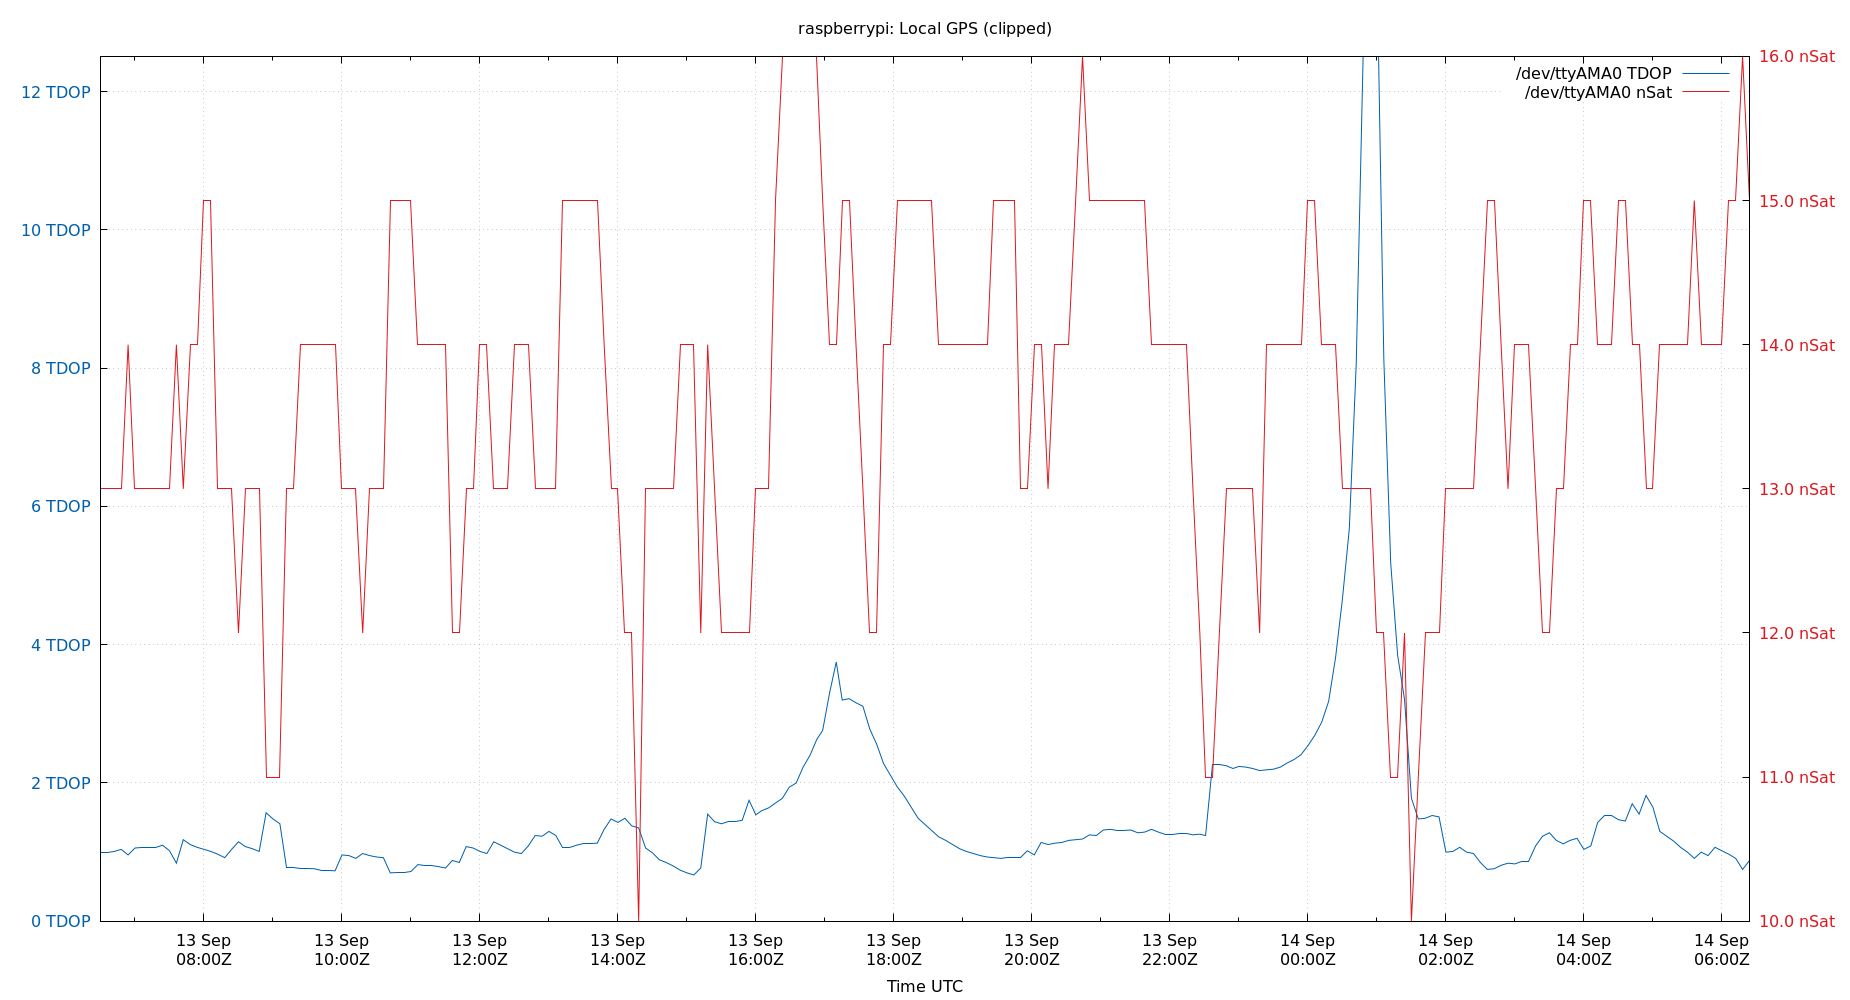 raspberrypi: Local GPS (clipped)
/dev/ttyAMA0 TDOP
/dev/ttyAMA0 nSat
12 TDOP
10 TDOP
8 TDOP
6 TDOP
4 TDOP
2 TDOP
0 TDOP
16.0 nSat
15.0 nSat
14.0 nSat
13.0 nSat
12.0 nSat
11.0 nSat
10.0 nSat
13 Sep
08:00Z
13 Sep
10:00Z
13 Sep
12:00Z
13 Sep
14:00Z
13 Sep
16:00Z
13 Sep
18:00Z
13 Sep
20:00Z
13 Sep
22:00Z
14 Sep
00:00Z
14 Sep
02:00Z
14 Sep
04:00Z
14 Sep
06:00Z
Time UTC